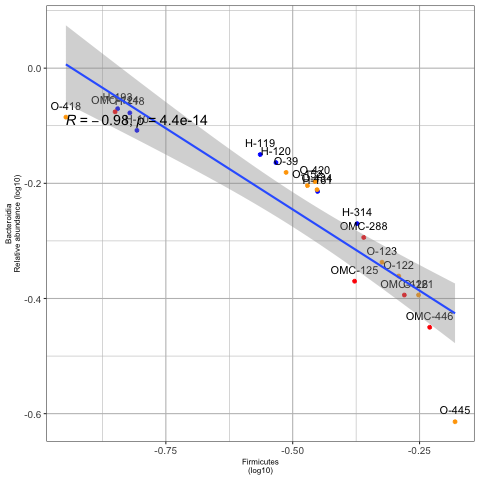 H-119
H-120
O-39
O-420
H-314
OMC-288
O-123
O-122
OMC-125
OMC-446
O-445
O-418
R = −0.98, p = 4.4e-14
0.0
-0.2
-0.4
-0.6
-0.75
-0.50
-0.25
Bacteroidia
Relative abundance (log10)
Firmicutes
(log10)